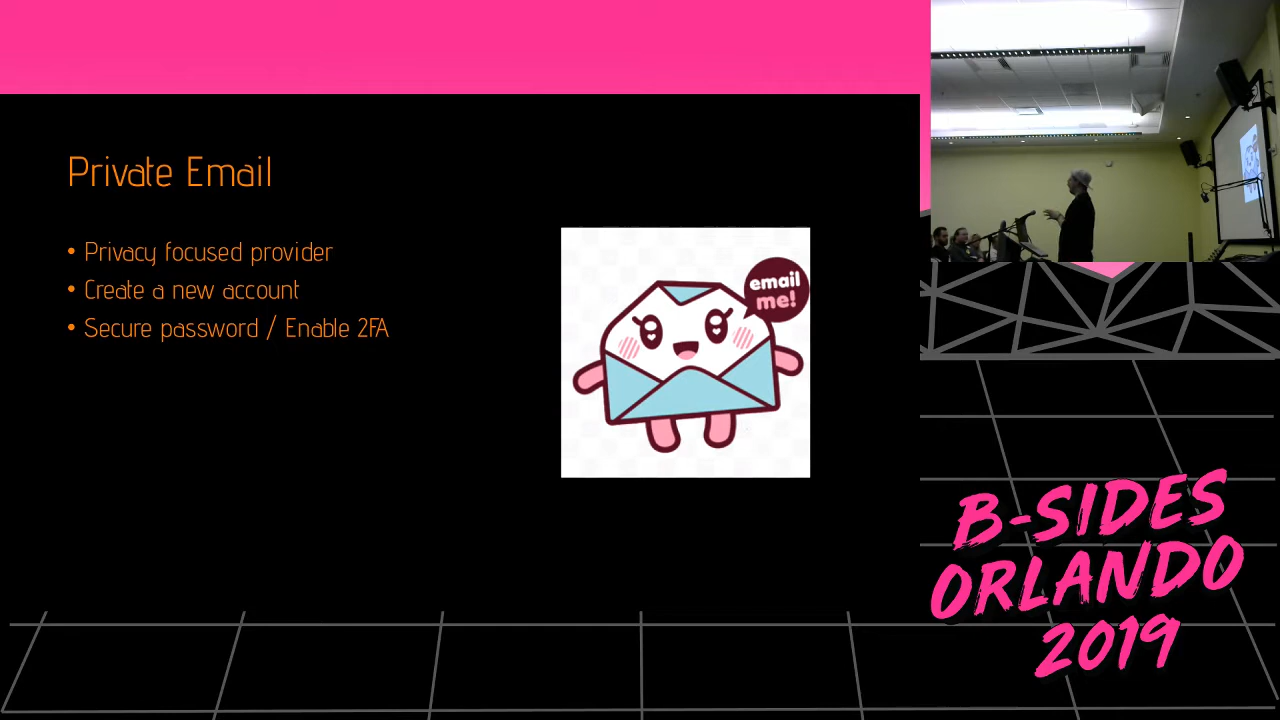 Private Email
• Privacy focused provider
• Create a new account
• Secure password / Enable 2FA
email
me!
B-SIDES
ORLANDO
2019